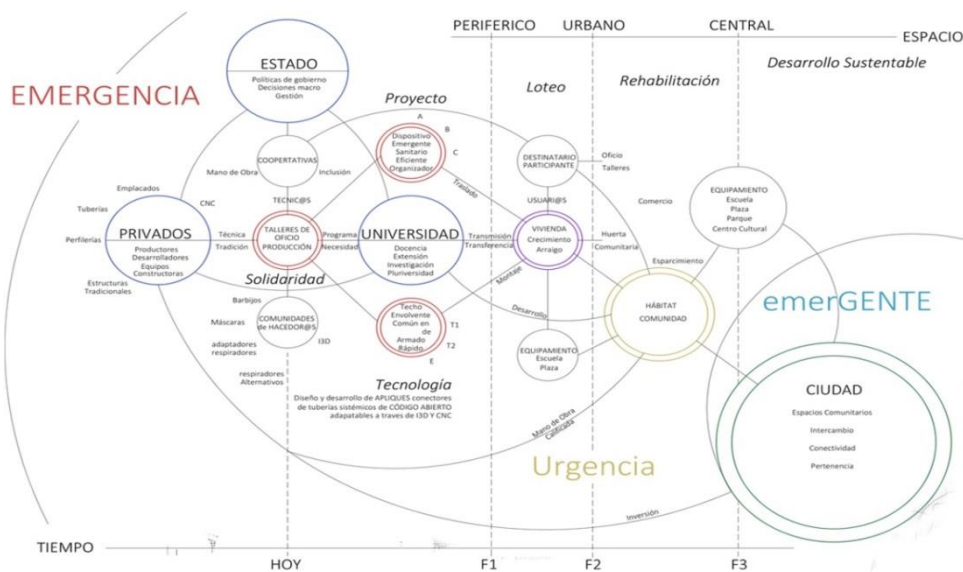 PERIFERICO
URBANO
CENTRAL
ESPACIO
EMERGENCIA
ESTADO
Políticas de gobierno
Decisiones macro
Gestión
Proyecto
Loteo
Rehabilitación
Desarrollo Sustentable
A
B
C
Dispositivo
Emergente
Sanitario
Eficiente
Organizador
COOPERTATIVAS
Mano de Obra
Inclusión
TECNIC@S
DESTINATARIO
PARTICIPANTE
Oficio
Talleres
USUARI@S
Traslado
Comercio
EQUIPAMIENTO
Escuela
Plaza
Parque
Centro Cultural
Emplacados
CNC
Tuberías
Perfilerías
Estructuras
Tradicionales
PRIVADOS
Productores
Desarrolladores
Equipos
Constructoras
Técnica
Tradición
TALLERES DE
OFICIO
PRODUCCIÓN
Programa
Necesidad
UNIVERSIDAD
Docencia
Extensión
Investigación
Pluriversidad
Transmisión
Transferencia
VIVIENDA
Crecimiento
Arraigo
Huerta
Comunitaria
Esparcimiento
Solidaridad
Montaje
Desarrollo
Barbijos
Máscaras
adaptadores
respiradores
respiradores
Alternativos
COMUNIDADES
de HACEDOR@S
I3D
Techo
Envolvente
Común en
de
Armado
Rápido
T1
T2
E
HÁBITAT
COMUNIDAD
emerGENTE
EQUIPAMIENTO
Escuela
Plaza
Tecnología
Diseño y desarrollo de APLIQUES conectores
de tuberías sistémicos de CÓDIGO ABIERTO
adaptables a traves de I3D Y CNC
CIUDAD
Espacios Comunitarios
Intercambio
Conectividad
Pertenencia
Mano de Obra
Calificada
Urgencia
Inversión
TIEMPO
HOY
F1
F2
F3